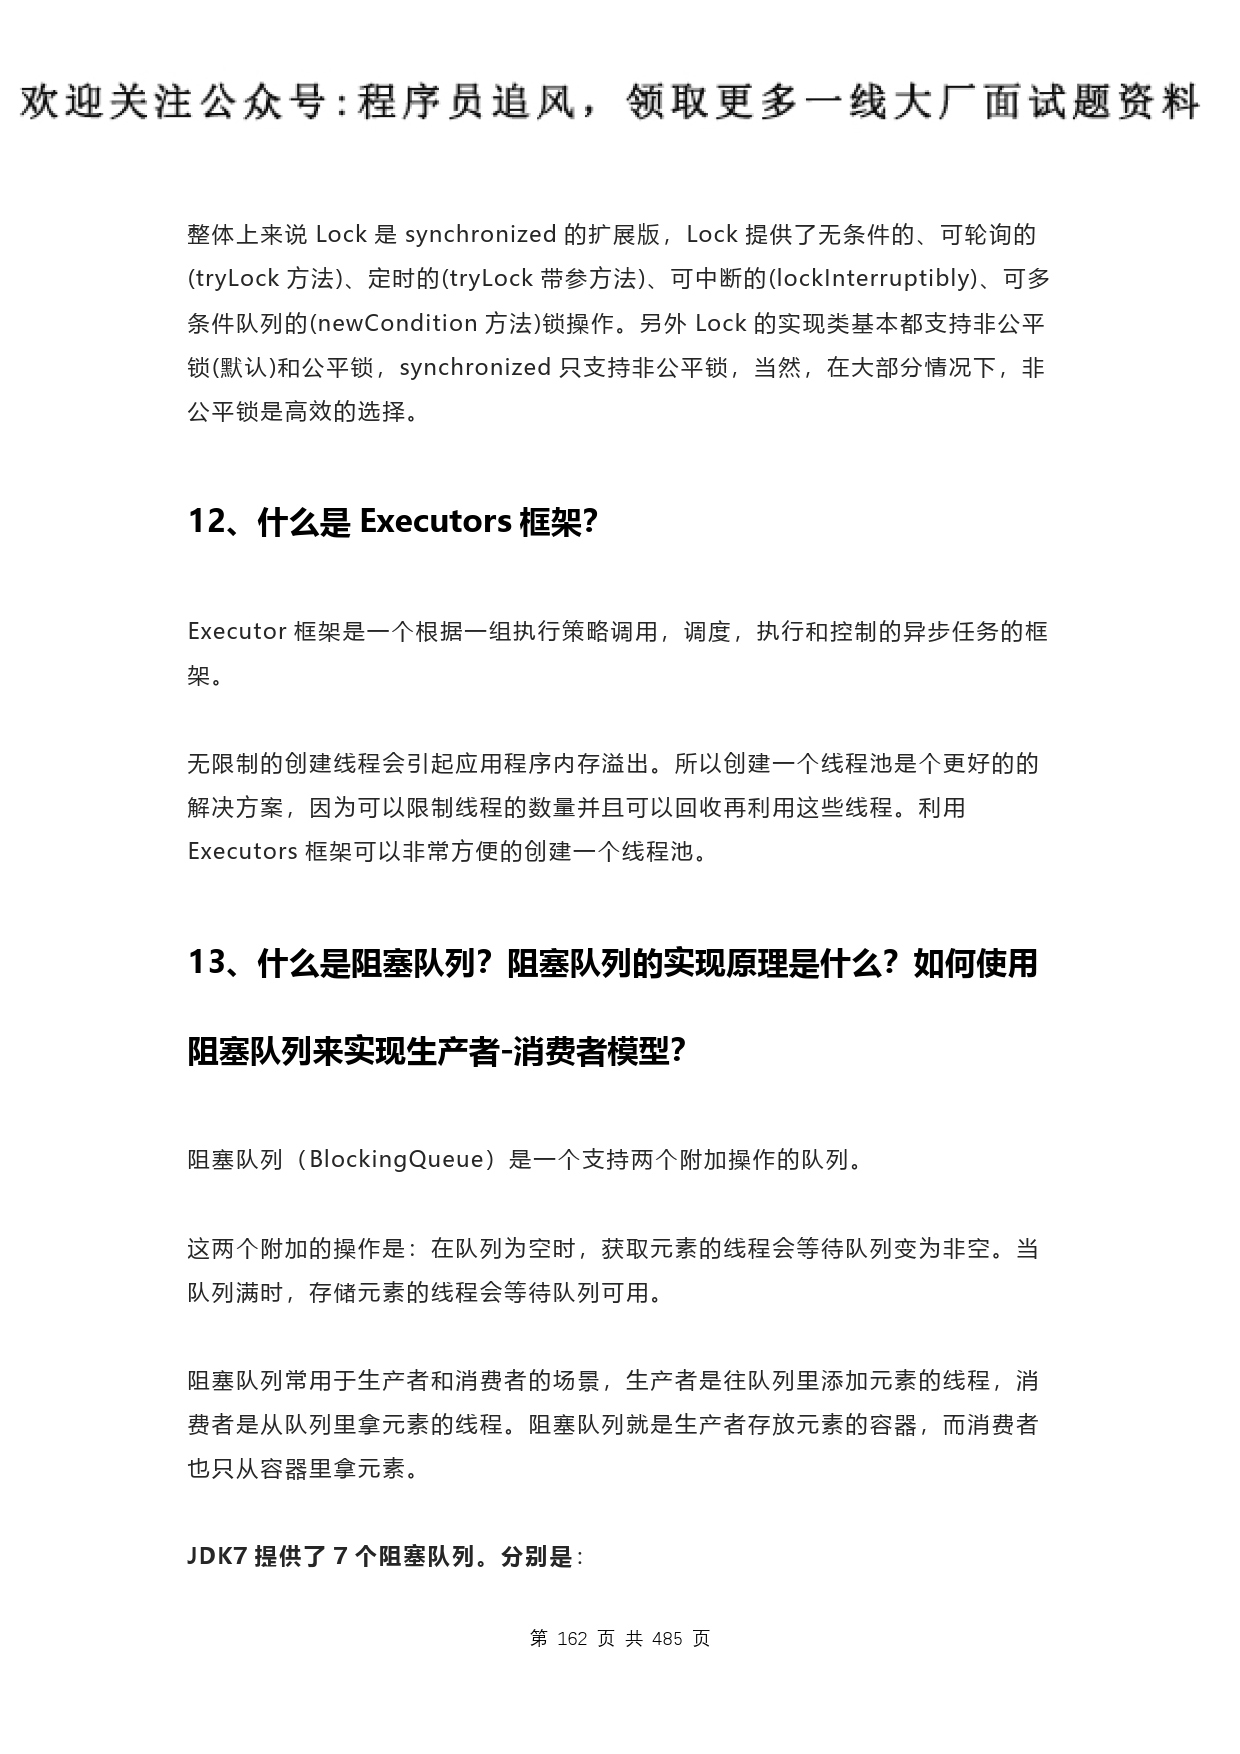 欢迎关注公众号:程序员追风，领取更多一线大厂面试题资料
整体上来说 Lock 是 synchronized 的扩展版，Lock 提供了无条件的、可轮询的
(tryLock 方法)、定时的(tryLock 带参方法)、可中断的(lockInterruptibly)、可多
条件队列的(newCondition 方法)锁操作。另外 Lock 的实现类基本都支持非公平
锁(默认)和公平锁，synchronized 只支持非公平锁，当然，在大部分情况下，非
公平锁是高效的选择。
12、什么是 Executors 框架？
Executor 框架是一个根据一组执行策略调用，调度，执行和控制的异步任务的框
架。
无限制的创建线程会引起应用程序内存溢出。所以创建一个线程池是个更好的的
解决方案，因为可以限制线程的数量并且可以回收再利用这些线程。利用
Executors 框架可以非常方便的创建一个线程池。
13、什么是阻塞队列？阻塞队列的实现原理是什么？如何使用
阻塞队列来实现生产者-消费者模型？
阻塞队列（BlockingQueue）是一个支持两个附加操作的队列。
这两个附加的操作是：在队列为空时，获取元素的线程会等待队列变为非空。当
队列满时，存储元素的线程会等待队列可用。
阻塞队列常用于生产者和消费者的场景，生产者是往队列里添加元素的线程，消
费者是从队列里拿元素的线程。阻塞队列就是生产者存放元素的容器，而消费者
也只从容器里拿元素。
JDK7 提供了 7 个阻塞队列。分别是：
第 162 页 共 485 页